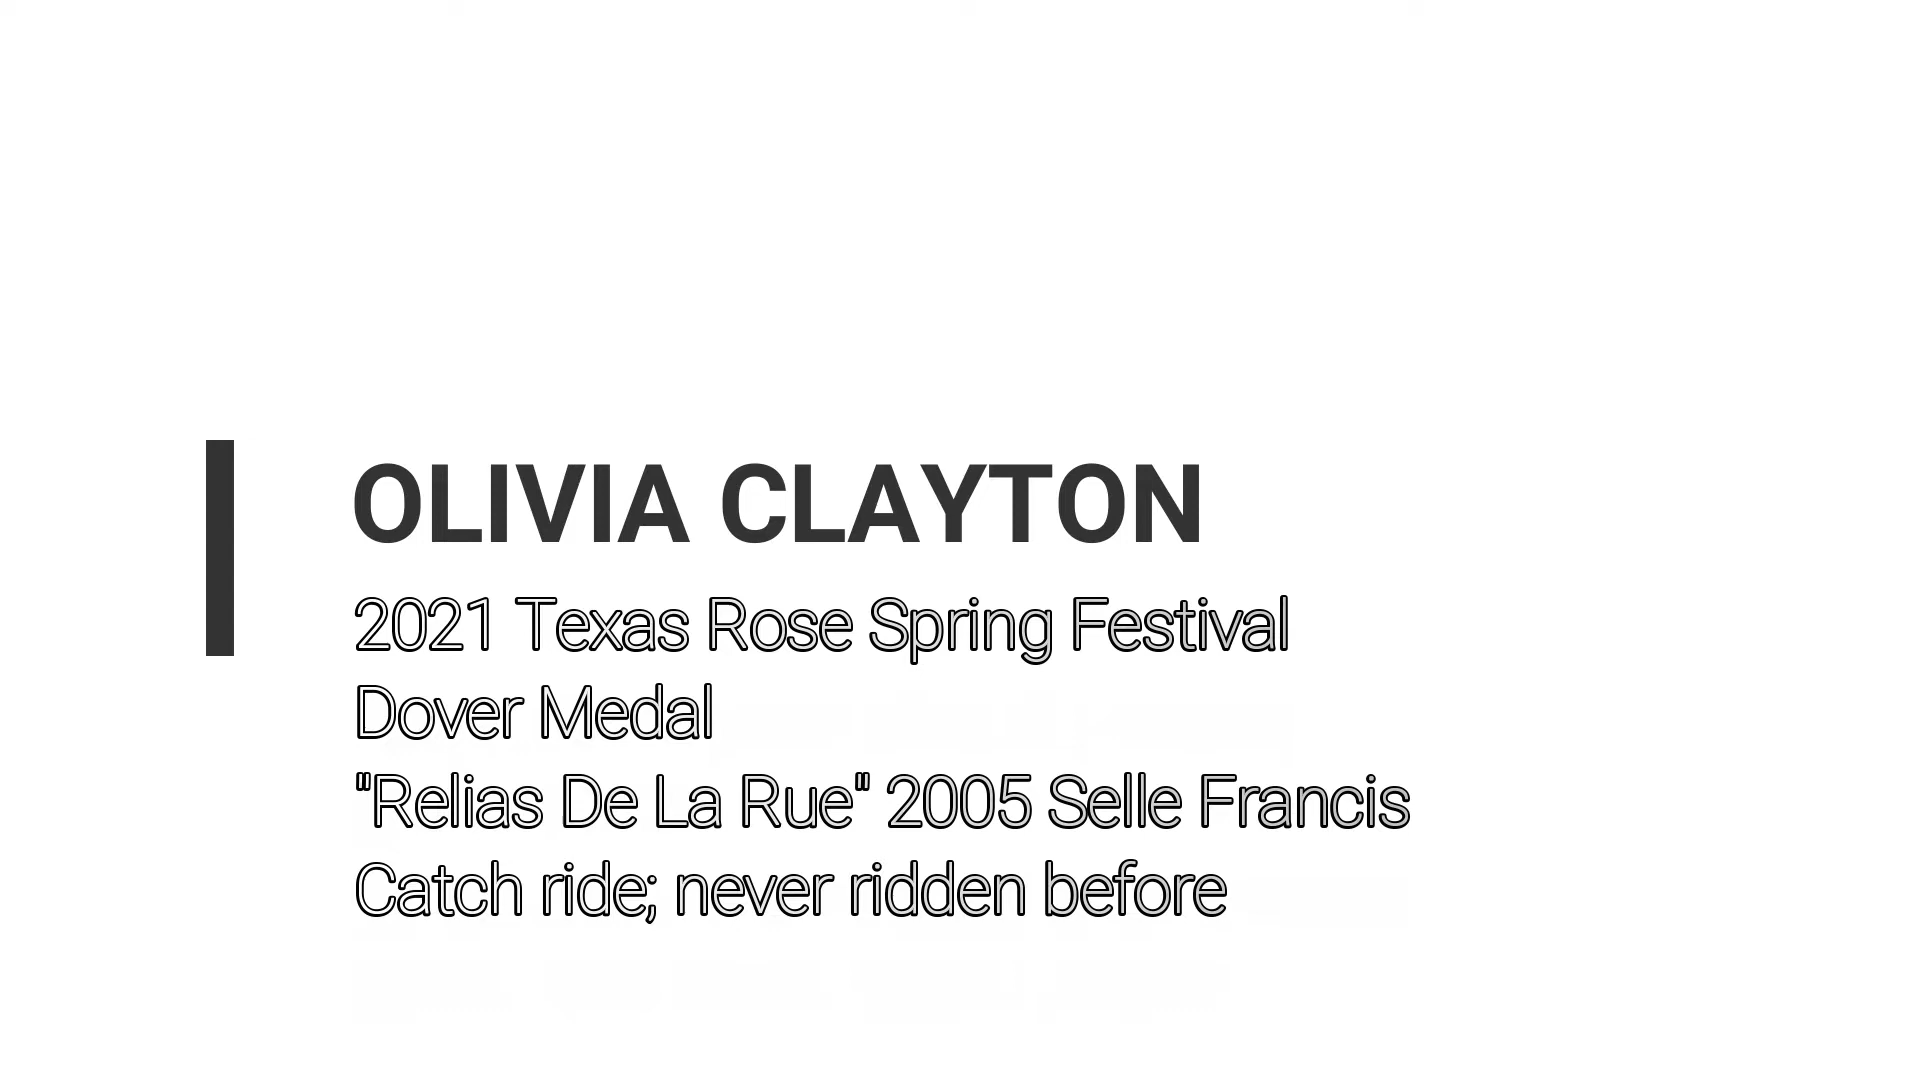 OLIVIA CLAYTON
2021 Texas Rose Spring Festival
Dover Medal
"Relias De La Rue" 2005 Selle Francis
Catch ride; never ridden before